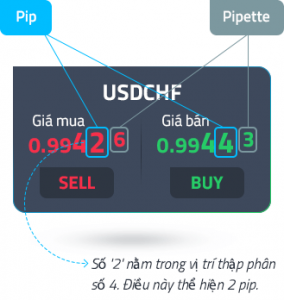 Pip
Pipette
USDCHF
Giá mua
Giá bán
0.99426
0.99443
SELL
BUY
Số '2' nằm trong vị trí thập phân
số 4. Điều này thể hiện 2 pip.